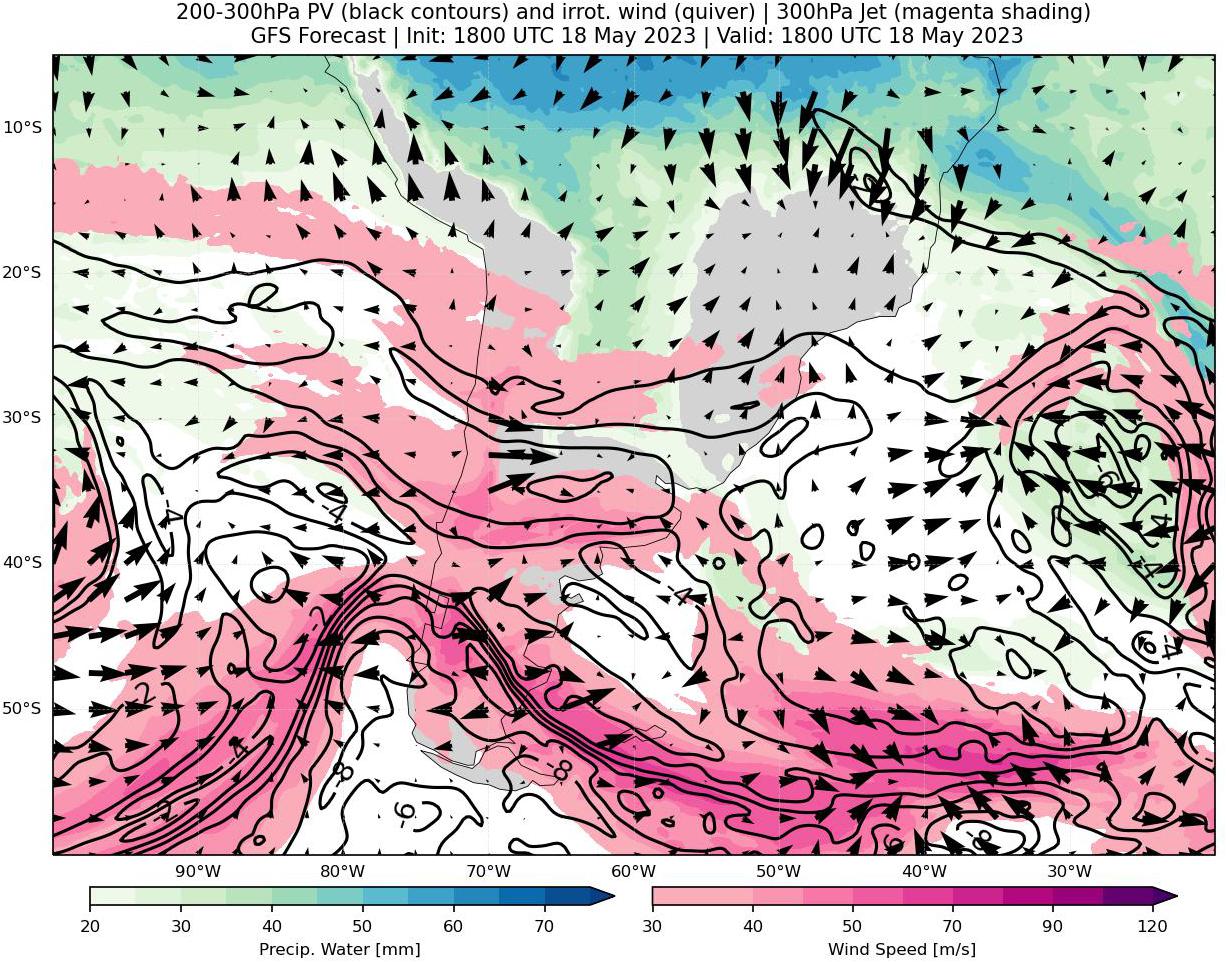 200-300hPa PV (black contours) and irrot. wind (quiver) | 300hPa Jet (magenta shading)
GFS Forecast | Init: 1800 UTC 18 May 2023 | Valid: 1800 UTC 18 May 2023
10°S
20°S
30°S
-6
-4
-4
-4
40°S
-4
-4
-4
-6
-2
50°S
-4
-8
-8
-2
-6
-6
-8
90°W 80°W 70°W 60°W 50°W 40°W 30°W
20 30 40 50 60 70
30 40 50 70 90 120
Precip. Water [mm]
Wind Speed [m/s]